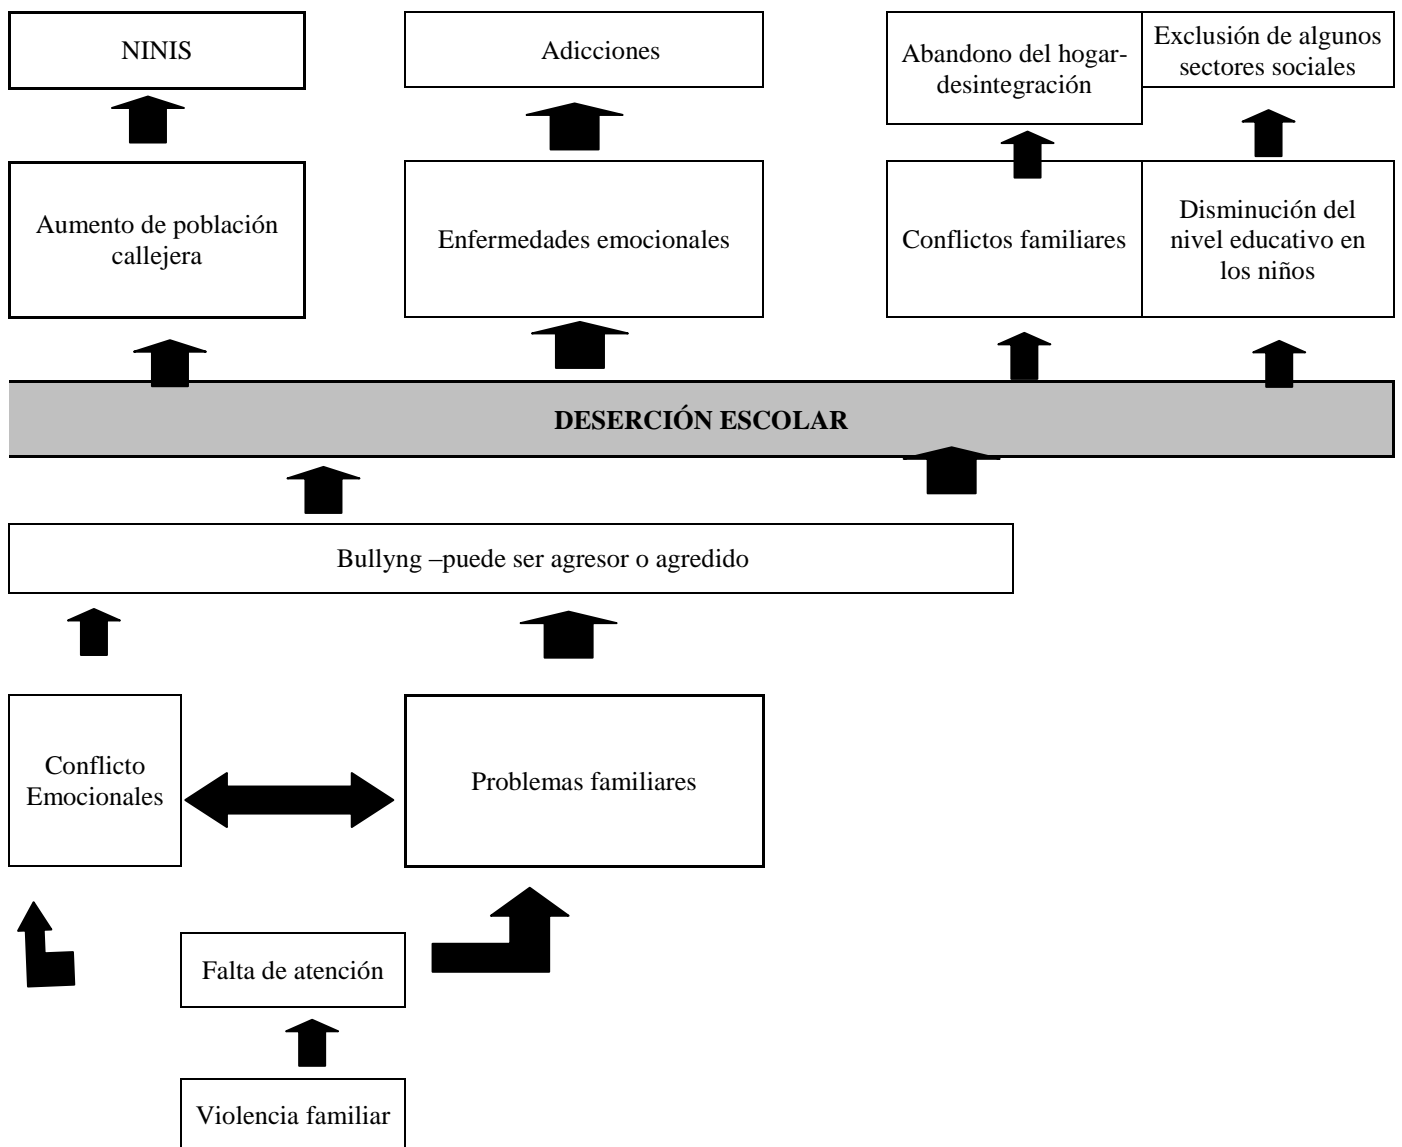 NINIS
Adicciones
Abandono del hogar-
desintegración
Exclusión de algunos
sectores sociales
Aumento de población
callejera
Enfermedades emocionales
Conflictos familiares
Disminución del
nivel educativo en
los niños
DESERCIÓN ESCOLAR
Bullyng –puede ser agresor o agredido
Conflicto
Emocionales
Problemas familiares
Falta de atención
Violencia familiar